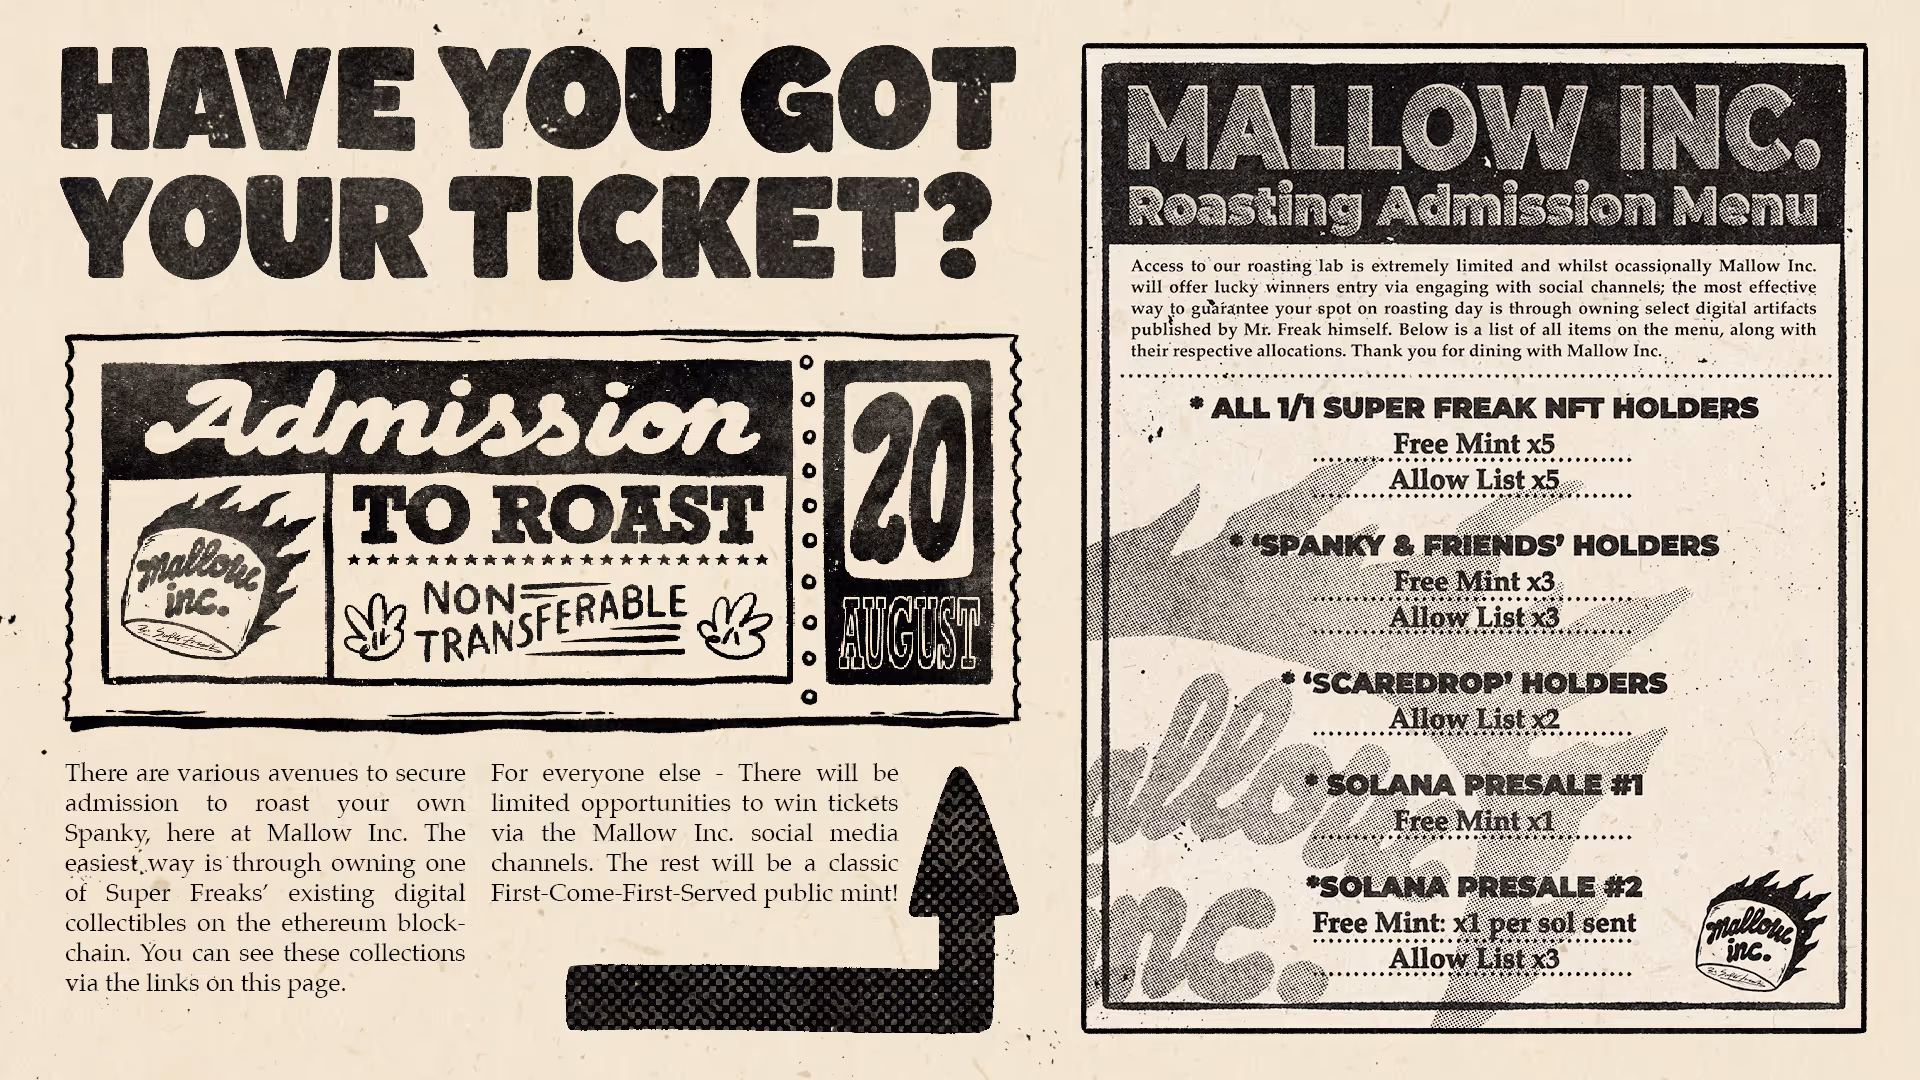 HAVE YOU GOT
YOUR TICKET?
Admission
TO ROAST
NON-
TRANSFERABLE
mallow
inc.
20
AUGUST
There are various avenues to secure
admission to roast your own
Spanky, here at Mallow Inc. The
easiest way is through owning one
of Super Freaks' existing digital
collectibles on the ethereum block-
chain. You can see these collections
via the links on this page.
For everyone else - There will be
limited opportunities to win tickets
via the Mallow Inc. social media
channels. The rest will be a classic
First-Come-First-Served public mint!
MALLOW INC.
Roasting Admission Menu
Access to our roasting lab is extremely limited and whilst ocassionally Mallow Inc.
will offer lucky winners entry via engaging with social channels; the most effective
way to guarantee your spot on roasting day is through owning select digital artifacts
published by Mr. Freak himself. Below is a list of all items on the menu, along with
their respective allocations. Thank you for dining with Mallow Inc.
* ALL 1/1 SUPER FREAK NFT HOLDERS
Free Mint x5
Allow List x5
* 'SPANKY & FRIENDS' HOLDERS
Free Mint x3
Allow List x3
* 'SCAREDROP' HOLDERS
Allow List x2
* SOLANA PRESALE #1
Free Mint x1
*SOLANA PRESALE #2
Free Mint: x1 per sol sent
Allow List x3
mallow
inc.